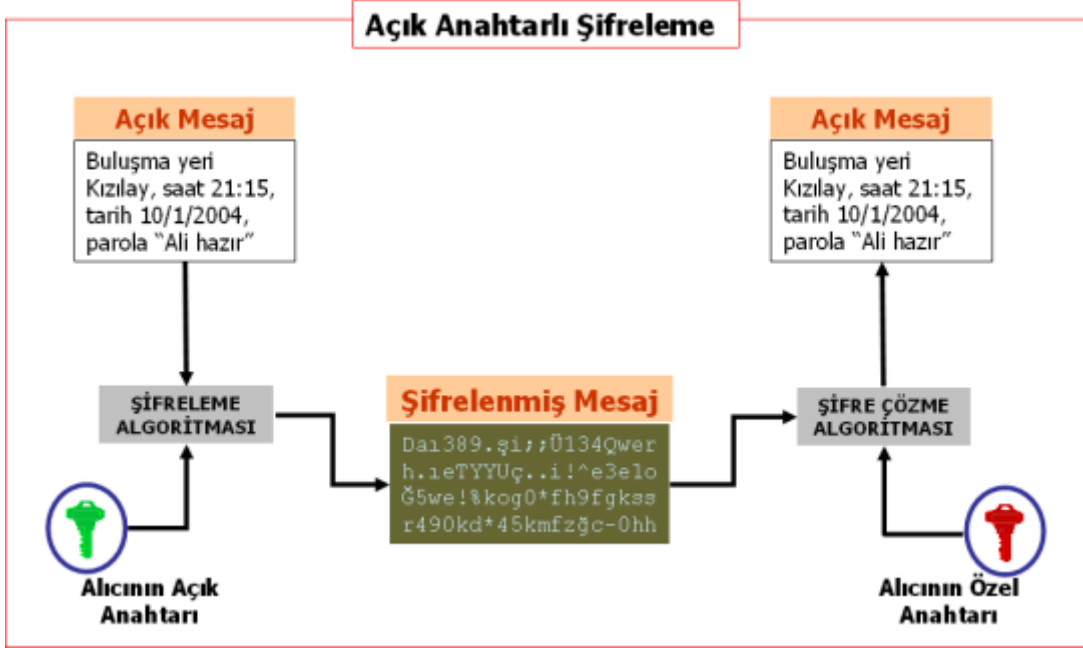 Açık Anahtarlı Şifreleme
Açık Mesaj
Buluşma yeri
Kızılay, saat 21:15,
tarih 10/1/2004,
parola “Ali hazır”
ŞİFRELEME
ALGORİTMASI
Alıcının Açık
Anahtarı
Şifrelenmiş Mesaj
Daı389.şi;;Ü134Qwer
h.ıeTYYUç..i!^e3elo
Ğ5we!%kog0*fh9fgkss
r490kd*45kmfzğc-0hh
Açık Mesaj
Buluşma yeri
Kızılay, saat 21:15,
tarih 10/1/2004,
parola “Ali hazır”
ŞİFRE ÇÖZME
ALGORİTMASI
Alıcının Özel
Anahtarı